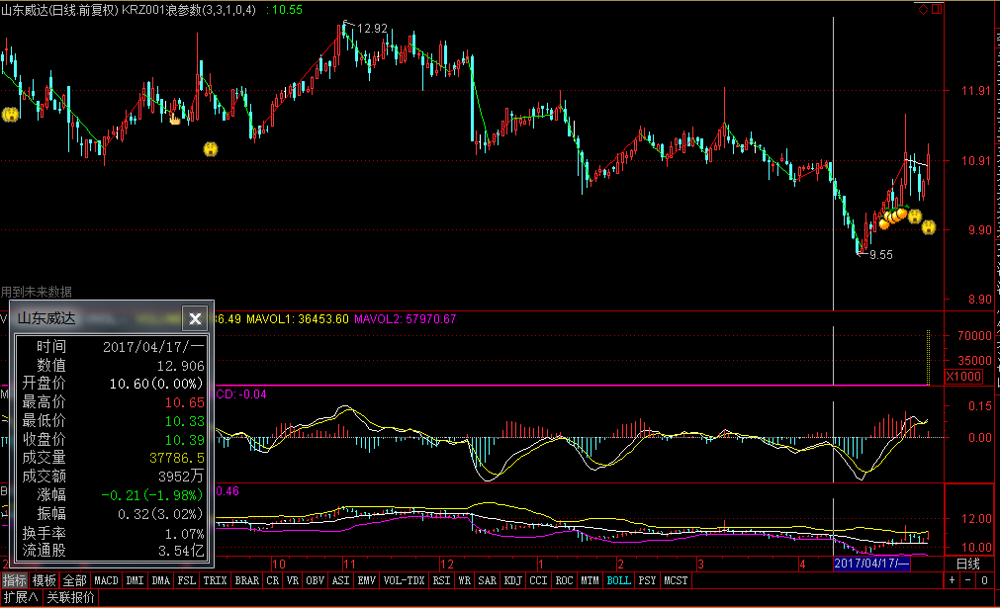 山东威达(日线.前复权) KRZ001浪参数(3,3,1,0,4) : 10.55
12.92
11.91
10.91
9.90
9.55
8.90
用到未来数据
山东威达 X
36.49 MAVOL1: 36453.60 MAVOL2: 57970.67
时间 2017/04/17/一
数值 12.906
开盘价 10.60(0.00%)
最高价 10.65
最低价 10.33
收盘价 10.39
成交量 37786.5
成交额 3952万
涨幅 -0.21(-1.98%)
振幅 0.32(3.02%)
换手率 1.07%
流通股 3.54亿
70000
35000
X1000
CD: -0.04
0.15
0.00
0.46
12.00
10.00
10 11 12 1 2 3 4 2017/04/17/一 日线
指标 模板 全部 MACD DMI DMA FSL TRIX BRAR CR VR OBV ASI EMV VOL-TDX RSI WR SAR KDJ CCI ROC MTM BOLL PSY MCST + - 0
扩展∧ 关联报价